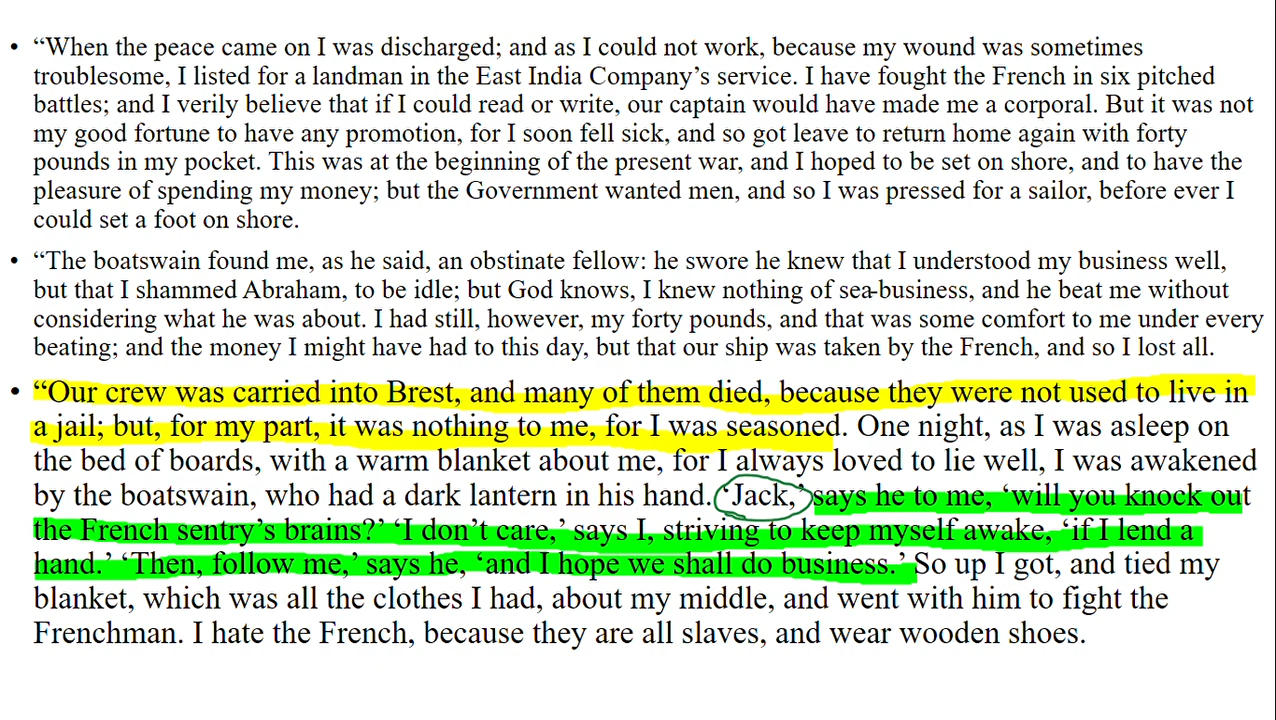 • “When the peace came on I was discharged; and as I could not work, because my wound was sometimes
troublesome, I listed for a landman in the East India Company’s service. I have fought the French in six pitched
battles; and I verily believe that if I could read or write, our captain would have made me a corporal. But it was not
my good fortune to have any promotion, for I soon fell sick, and so got leave to return home again with forty
pounds in my pocket. This was at the beginning of the present war, and I hoped to be set on shore, and to have the
pleasure of spending my money; but the Government wanted men, and so I was pressed for a sailor, before ever I
could set a foot on shore.
• “The boatswain found me, as he said, an obstinate fellow: he swore he knew that I understood my business well,
but that I shammed Abraham, to be idle; but God knows, I knew nothing of sea-business, and he beat me without
considering what he was about. I had still, however, my forty pounds, and that was some comfort to me under every
beating; and the money I might have had to this day, but that our ship was taken by the French, and so I lost all.
• “Our crew was carried into Brest, and many of them died, because they were not used to live in
a jail; but, for my part, it was nothing to me, for I was seasoned. One night, as I was asleep on
the bed of boards, with a warm blanket about me, for I always loved to lie well, I was awakened
by the boatswain, who had a dark lantern in his hand. ‘Jack,’ says he to me, ‘will you knock out
the French sentry’s brains?’ ‘I don’t care,’ says I, striving to keep myself awake, ‘if I lend a
hand.’ ‘Then, follow me,’ says he, ‘and I hope we shall do business.’ So up I got, and tied my
blanket, which was all the clothes I had, about my middle, and went with him to fight the
Frenchman. I hate the French, because they are all slaves, and wear wooden shoes.